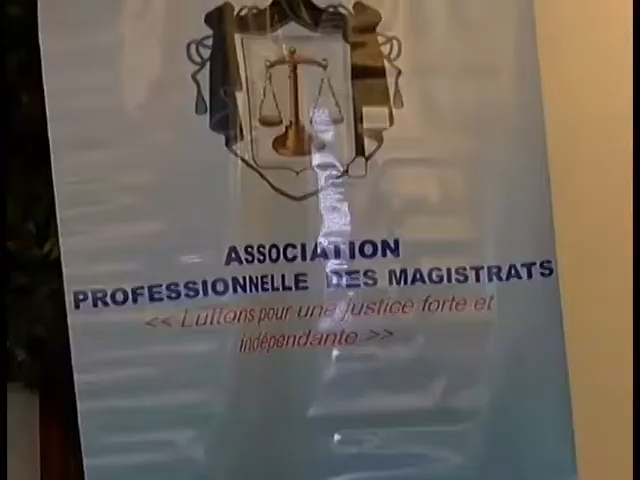 ASSOCIATION
PROFESSIONNELLE DES MAGISTRATS
<< Luttons pour une justice forte et
indépendante >>